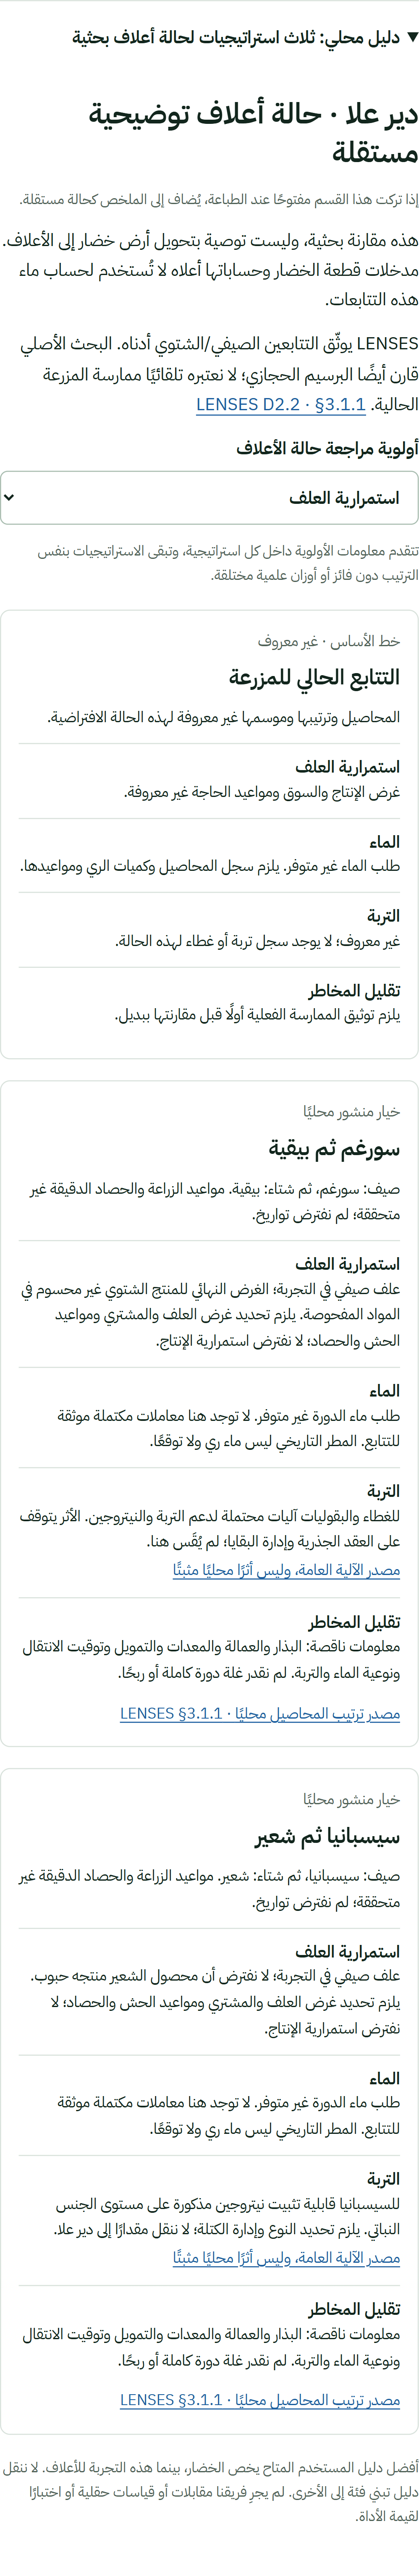 ▼ دليل محلي: ثلاث استراتيجيات لحالة أعلاف بحثية
دير علا · حالة أعلاف توضيحية
مستقلة
إذا تركت هذا القسم مفتوحًا عند الطباعة، يُضاف إلى الملخص كحالة مستقلة.
هذه مقارنة بحثية، وليست توصية بتحويل أرض خضار إلى الأعلاف.
مدخلات قطعة الخضار وحساباتها أعلاه لا تُستخدم لحساب ماء
هذه التتابعات.
LENSES يوثّق التتابعين الصيفي/الشتوي أدناه. البحث الأصلي
قارن أيضًا البرسيم الحجازي؛ لا نعتبره تلقائيًا ممارسة المزرعة
الحالية. LENSES D2.2 · §3.1.1
أولوية مراجعة حالة الأعلاف
استمرارية العلف
تتقدم معلومات الأولوية داخل كل استراتيجية، وتبقى الاستراتيجيات بنفس
الترتيب دون فائز أو أوزان علمية مختلقة.
خط الأساس · غير معروف
التتابع الحالي للمزرعة
المحاصيل وترتيبها وموسمها غير معروفة لهذه الحالة الافتراضية.
استمرارية العلف
غرض الإنتاج والسوق ومواعيد الحاجة غير معروفة.
الماء
طلب الماء غير متوفر. يلزم سجل المحاصيل وكميات الري ومواعيدها.
التربة
غير معروف؛ لا يوجد سجل تربة أو غطاء لهذه الحالة.
تقليل المخاطر
يلزم توثيق الممارسة الفعلية أولًا قبل مقارنتها ببديل.
خيار منشور محليًا
سورغم ثم بيقية
صيف: سورغم، ثم شتاء: بيقية. مواعيد الزراعة والحصاد الدقيقة غير
متحققة؛ لم نفترض تواريخ.
استمرارية العلف
علف صيفي في التجربة؛ الغرض النهائي للمنتج الشتوي غير محسوم في
المواد المفحوصة. يلزم تحديد غرض العلف والمشتري ومواعيد
الحش والحصاد؛ لا نفترض استمرارية الإنتاج.
الماء
طلب ماء الدورة غير متوفر. لا توجد هنا معاملات مكتملة موثقة
للتتابع. المطر التاريخي ليس ماء ري ولا توقعًا.
التربة
للغطاء والبقوليات آليات محتملة لدعم التربة والنيتروجين. الأثر يتوقف
على العقد الجذرية وإدارة البقايا؛ لم يُقَس هنا.
مصدر الآلية العامة، وليس أثرًا محليًا مثبتًا
تقليل المخاطر
معلومات ناقصة: البذار والعمالة والمعدات والتمويل وتوقيت الانتقال
ونوعية الماء والتربة. لم نقدر غلة دورة كاملة أو ربحًا.
مصدر ترتيب المحاصيل محليًا · LENSES §3.1.1
خيار منشور محليًا
سيسبانيا ثم شعير
صيف: سيسبانيا، ثم شتاء: شعير. مواعيد الزراعة والحصاد الدقيقة غير
متحققة؛ لم نفترض تواريخ.
استمرارية العلف
علف صيفي في التجربة؛ لا نفترض أن محصول الشعير منتجه حبوب.
يلزم تحديد غرض العلف والمشتري ومواعيد الحش والحصاد؛ لا
نفترض استمرارية الإنتاج.
الماء
طلب ماء الدورة غير متوفر. لا توجد هنا معاملات مكتملة موثقة
للتتابع. المطر التاريخي ليس ماء ري ولا توقعًا.
التربة
للسيسبانيا قابلية تثبيت نيتروجين مذكورة على مستوى الجنس
النباتي. يلزم تحديد النوع وإدارة الكتلة؛ لا ننقل مقدارًا إلى دير علا.
مصدر الآلية العامة، وليس أثرًا محليًا مثبتًا
تقليل المخاطر
معلومات ناقصة: البذار والعمالة والمعدات والتمويل وتوقيت الانتقال
ونوعية الماء والتربة. لم نقدر غلة دورة كاملة أو ربحًا.
مصدر ترتيب المحاصيل محليًا · LENSES §3.1.1
أفضل دليل المستخدم المتاح يخص الخضار، بينما هذه التجربة للأعلاف. لا ننقل
دليل تبني فئة إلى الأخرى. لم يجرِ فريقنا مقابلات أو قياسات حقلية أو اختبارًا
لقيمة الأداة.